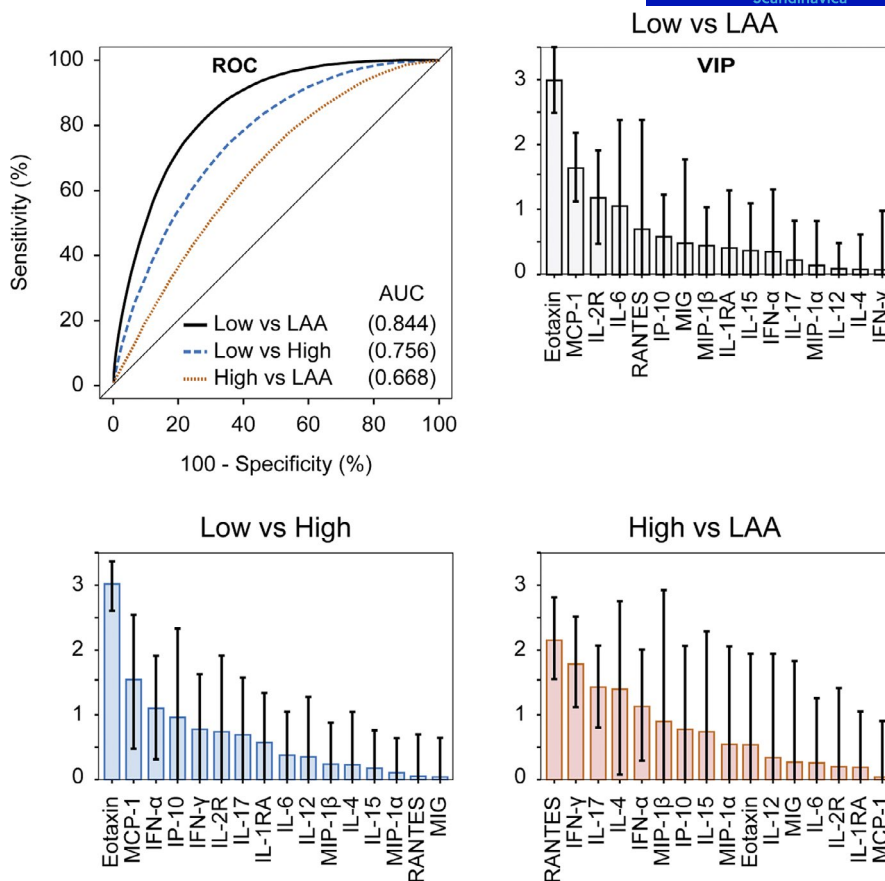 Scandinavica
Low vs LAA
100
80
60
40
20
0
Sensitivity (%)
ROC
AUC
Low vs LAA (0.844)
Low vs High (0.756)
High vs LAA (0.668)
0 20 40 60 80 100
100 - Specificity (%)
VIP
3
2
1
0
Eotaxin
MCP-1
IL-2R
IL-6
RANTES
IP-10
MIG
MIP-1β
IL-1RA
IL-15
IFN-α
IL-17
MIP-1α
IL-12
IL-4
IFN-γ
Low vs High
3
2
1
0
Eotaxin
MCP-1
IFN-α
IP-10
IFN-γ
IL-2R
IL-17
IL-1RA
IL-6
IL-12
MIP-1β
IL-4
IL-15
MIP-1α
RANTES
MIG
High vs LAA
3
2
1
0
RANTES
IFN-γ
IL-17
IL-4
IFN-α
MIP-1β
IP-10
IL-15
MIP-1α
Eotaxin
IL-12
MIG
IL-6
IL-2R
IL-1RA
MCP-1